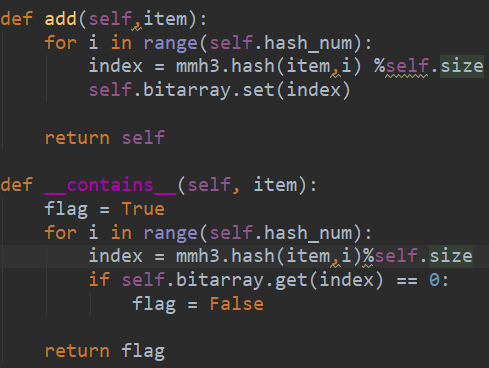 def add(self,item):
    for i in range(self.hash_num):
        index = mmh3.hash(item,i) %self.size
        self.bitarray.set(index)

    return self

def __contains__(self, item):
    flag = True
    for i in range(self.hash_num):
        index = mmh3.hash(item,i)%self.size
        if self.bitarray.get(index) == 0:
            flag = False

    return flag